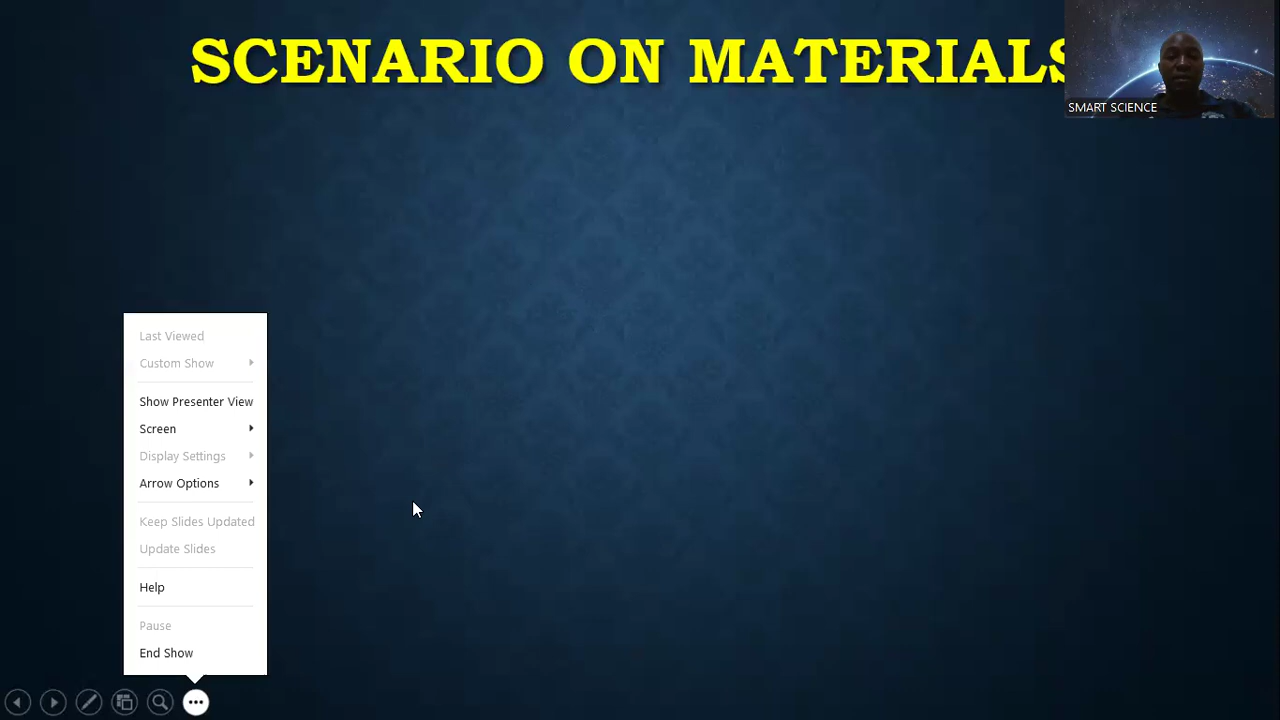 SCENARIO ON MATERIALS
SMART SCIENCE
Last Viewed
Custom Show
Show Presenter View
Screen
Display Settings
Arrow Options
Keep Slides Updated
Update Slides
Help
Pause
End Show